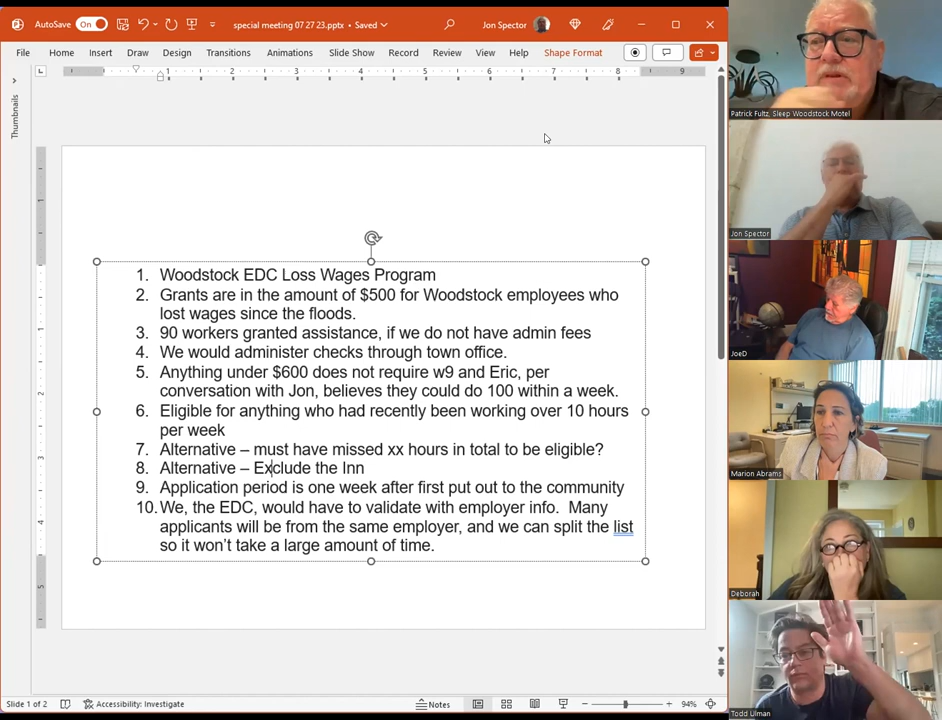 AutoSave On special meeting 07 27 23.pptx • Saved Jon Spector
File Home Insert Draw Design Transitions Animations Slide Show Record Review View Help Shape Format
1 2 3 4 5 6 7 8 9
Thumbnails
1. Woodstock EDC Loss Wages Program
2. Grants are in the amount of $500 for Woodstock employees who
lost wages since the floods.
3. 90 workers granted assistance, if we do not have admin fees
4. We would administer checks through town office.
5. Anything under $600 does not require w9 and Eric, per
conversation with Jon, believes they could do 100 within a week.
6. Eligible for anything who had recently been working over 10 hours
per week
7. Alternative – must have missed xx hours in total to be eligible?
8. Alternative – Exclude the Inn
9. Application period is one week after first put out to the community
10. We, the EDC, would have to validate with employer info. Many
applicants will be from the same employer, and we can split the list
so it won’t take a large amount of time.
Slide 1 of 2 Accessibility: Investigate Notes 94%
Patrick Fultz, Sleep Woodstock Motel
Jon Spector
JoeD
Marion Abrams
Deborah
Todd Ulman